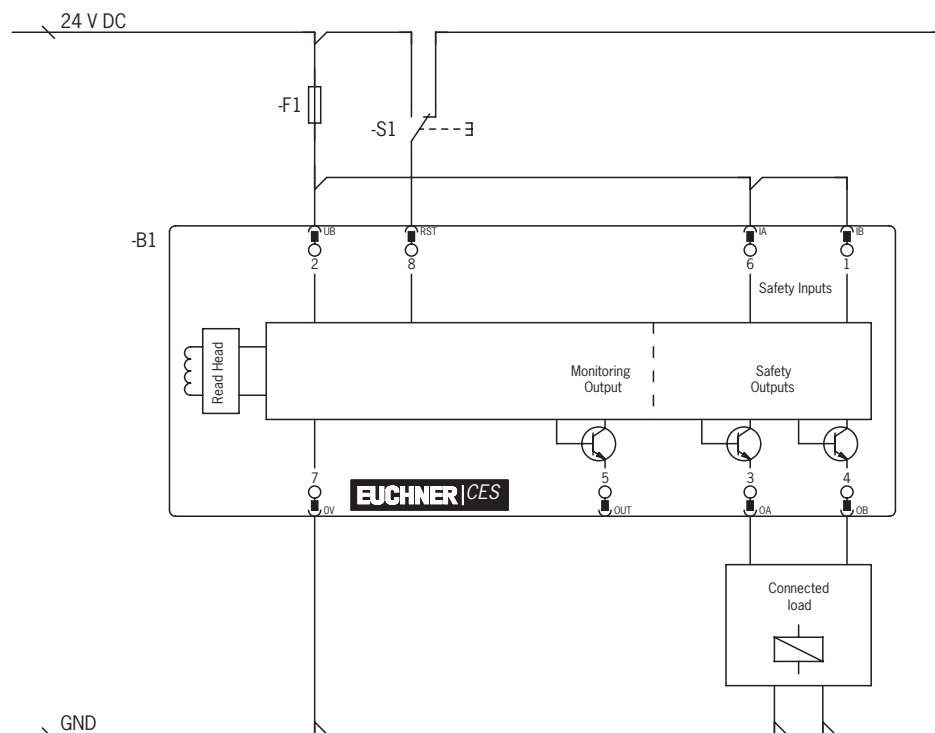 24 V DC
-F1
-S1
-B1
UB
RST
IA
IB
2
8
6
1
Safety Inputs
Read Head
Monitoring
Output
Safety
Outputs
7
5
3
4
EUCHNER|CES
0V
OUT
OA
OB
Connected
load
GND